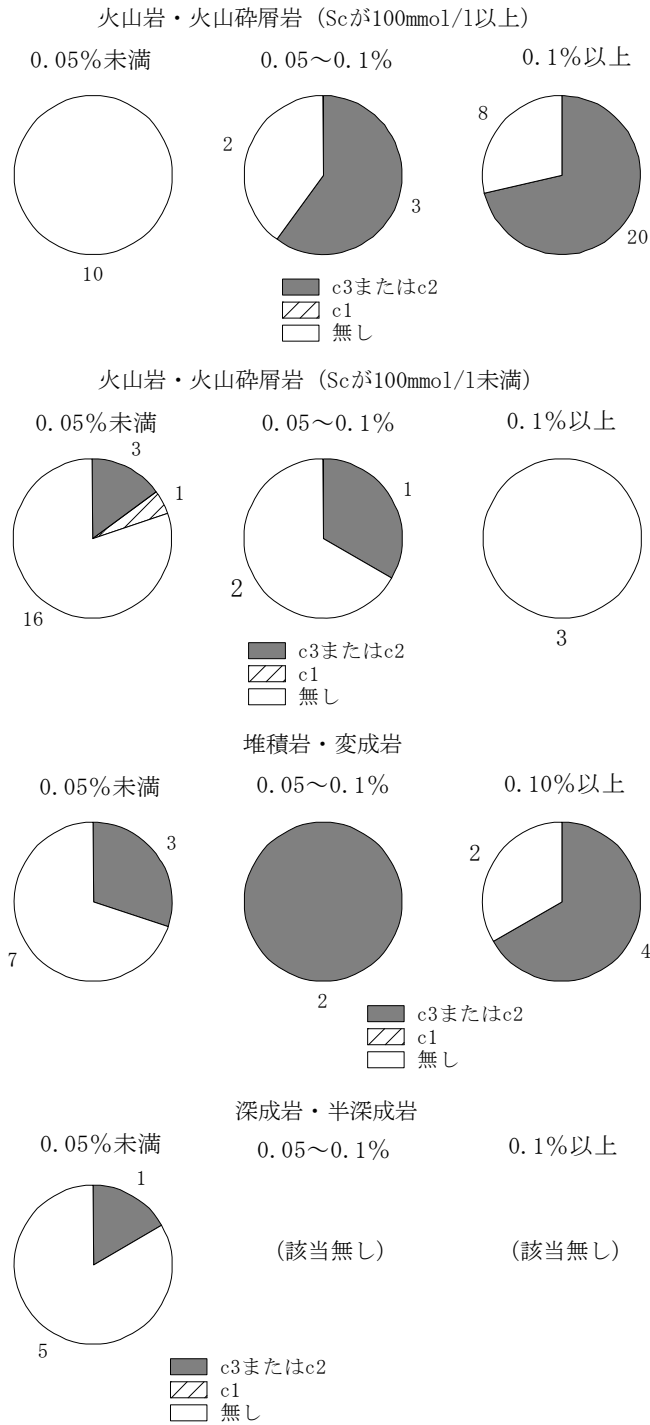 火山岩・火山砕屑岩 (Scが100mmol/l以上)
0.05%未満 0.05～0.1% 0.1%以上
2 3 8 20
10
c3またはc2
c1
無し
火山岩・火山砕屑岩 (Scが100mmol/l未満)
0.05%未満 0.05～0.1% 0.1%以上
3 1 16 1 2 3
c3またはc2
c1
無し
堆積岩・変成岩
0.05%未満 0.05～0.1% 0.10%以上
3 7 2 2 4
c3またはc2
c1
無し
深成岩・半深成岩
0.05%未満 0.05～0.1% 0.1%以上
1
(該当無し) (該当無し)
5
c3またはc2
c1
無し